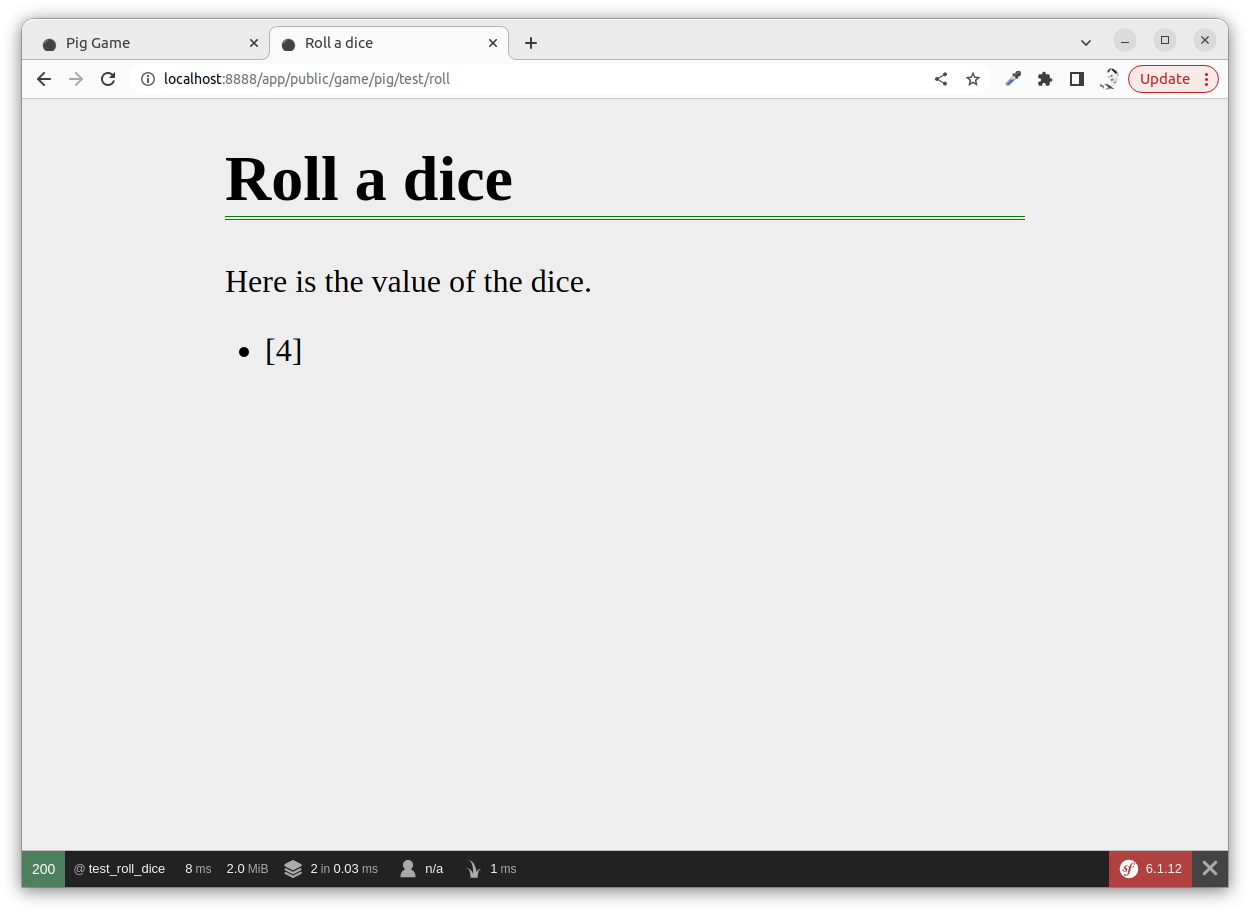 Pig Game
Roll a dice
localhost:8888/app/public/game/pig/test/roll
Update
Roll a dice
Here is the value of the dice.
[4]
200 @ test_roll_dice 8 ms 2.0 MiB 2 in 0.03 ms n/a 1 ms sf 6.1.12